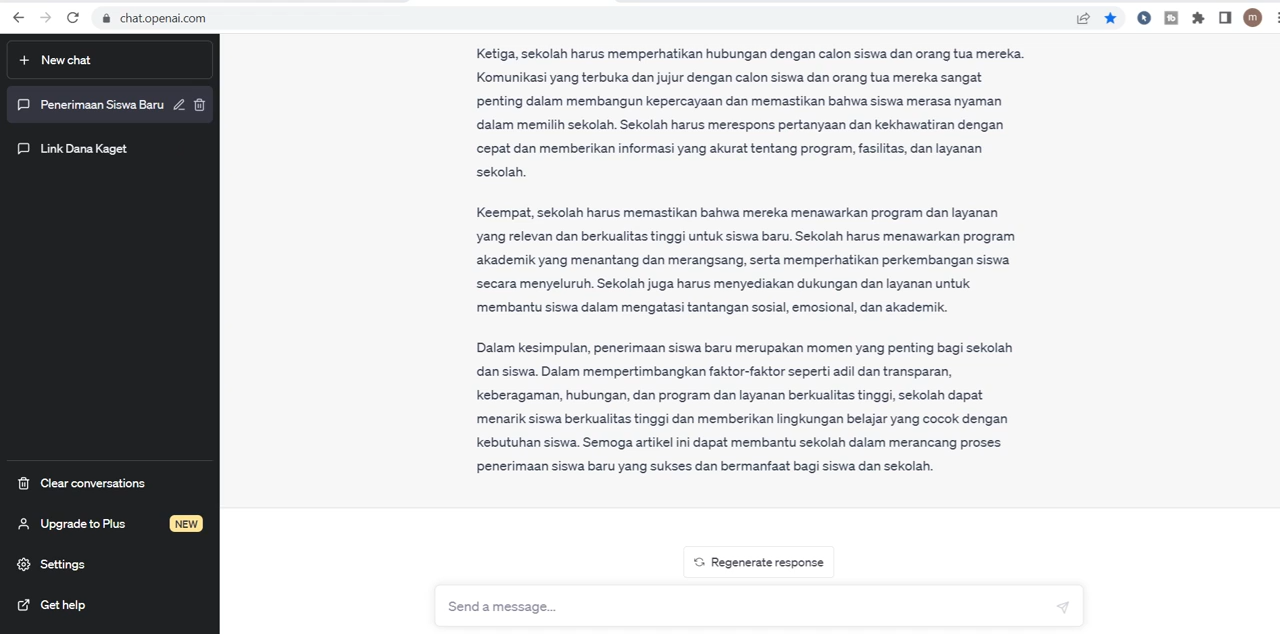 chat.openai.com
m
New chat
Penerimaan Siswa Baru
Link Dana Kaget
Clear conversations
Upgrade to Plus NEW
Settings
Get help
Ketiga, sekolah harus memperhatikan hubungan dengan calon siswa dan orang tua mereka.
Komunikasi yang terbuka dan jujur dengan calon siswa dan orang tua mereka sangat
penting dalam membangun kepercayaan dan memastikan bahwa siswa merasa nyaman
dalam memilih sekolah. Sekolah harus merespons pertanyaan dan kekhawatiran dengan
cepat dan memberikan informasi yang akurat tentang program, fasilitas, dan layanan
sekolah.
Keempat, sekolah harus memastikan bahwa mereka menawarkan program dan layanan
yang relevan dan berkualitas tinggi untuk siswa baru. Sekolah harus menawarkan program
akademik yang menantang dan merangsang, serta memperhatikan perkembangan siswa
secara menyeluruh. Sekolah juga harus menyediakan dukungan dan layanan untuk
membantu siswa dalam mengatasi tantangan sosial, emosional, dan akademik.
Dalam kesimpulan, penerimaan siswa baru merupakan momen yang penting bagi sekolah
dan siswa. Dalam mempertimbangkan faktor-faktor seperti adil dan transparan,
keberagaman, hubungan, dan program dan layanan berkualitas tinggi, sekolah dapat
menarik siswa berkualitas tinggi dan memberikan lingkungan belajar yang cocok dengan
kebutuhan siswa. Semoga artikel ini dapat membantu sekolah dalam merancang proses
penerimaan siswa baru yang sukses dan bermanfaat bagi siswa dan sekolah.
Regenerate response
Send a message...